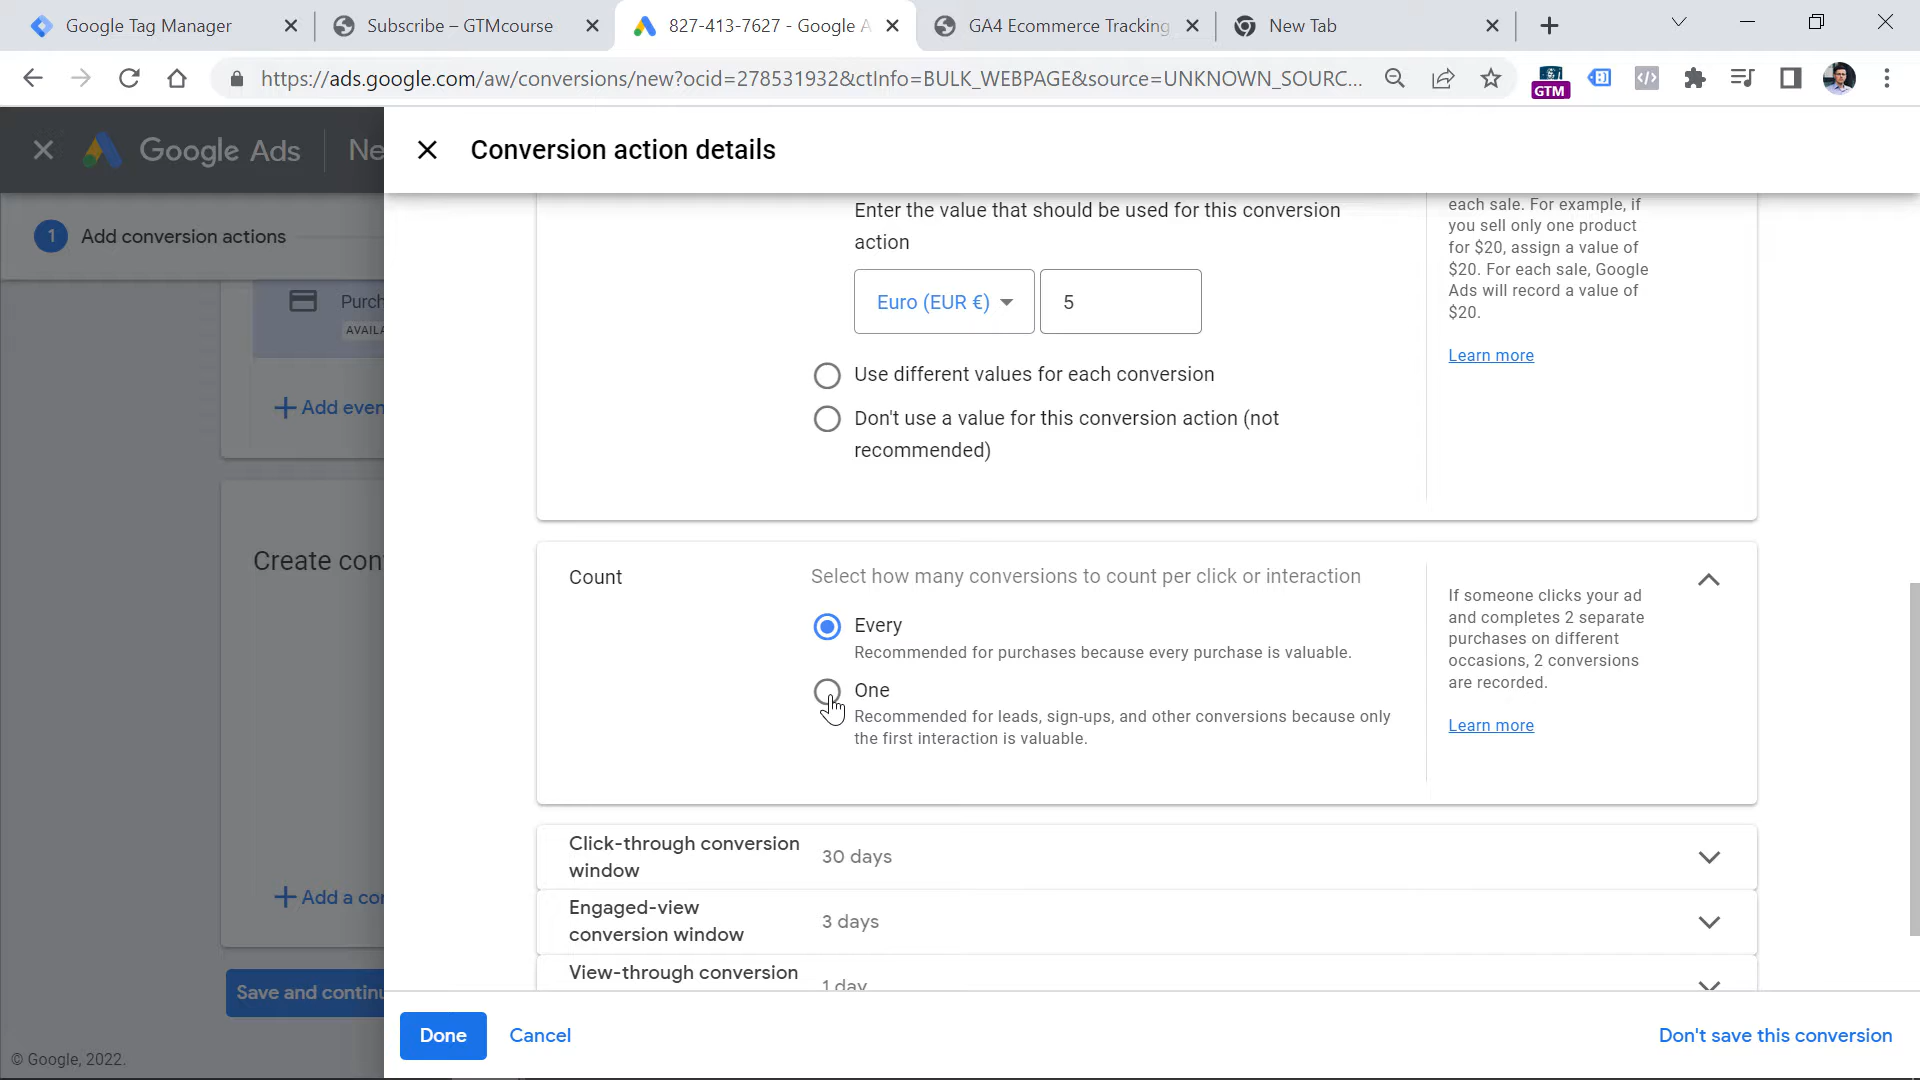 Google Tag Manager
Subscribe – GTMcourse
827-413-7627 - Google A
GA4 Ecommerce Tracking
New Tab
https://ads.google.com/aw/conversions/new?ocid=278531932&ctInfo=BULK_WEBPAGE&source=UNKNOWN_SOURC...
GTM
Google Ads
Ne
Conversion action details
1
Add conversion actions
Purch
AVAILA
Add even
Create con
Add a con
Save and continu
© Google, 2022.
Enter the value that should be used for this conversion
action
Euro (EUR €)
5
Use different values for each conversion
Don't use a value for this conversion action (not
recommended)
each sale. For example, if
you sell only one product
for $20, assign a value of
$20. For each sale, Google
Ads will record a value of
$20.
Learn more
Count
Select how many conversions to count per click or interaction
Every
Recommended for purchases because every purchase is valuable.
One
Recommended for leads, sign-ups, and other conversions because only
the first interaction is valuable.
If someone clicks your ad
and completes 2 separate
purchases on different
occasions, 2 conversions
are recorded.
Learn more
Click-through conversion
window
30 days
Engaged-view
conversion window
3 days
View-through conversion
1 day
Done
Cancel
Don't save this conversion